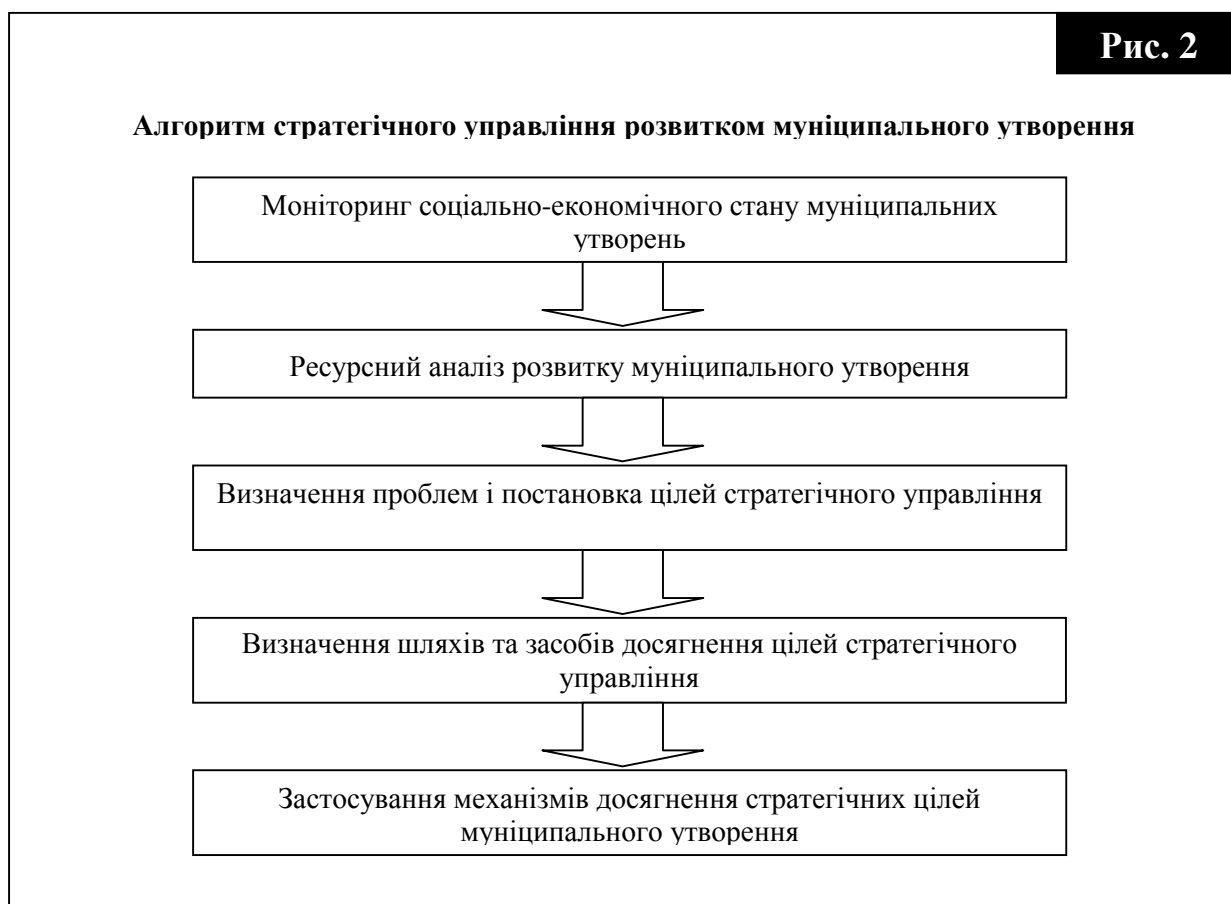 Рис. 2
Алгоритм стратегічного управління розвитком муніципального утворення
Моніторинг соціально-економічного стану муніципальних
утворень
Ресурсний аналіз розвитку муніципального утворення
Визначення проблем і постановка цілей стратегічного управління
Визначення шляхів та засобів досягнення цілей стратегічного
управління
Застосування механізмів досягнення стратегічних цілей
муніципального утворення